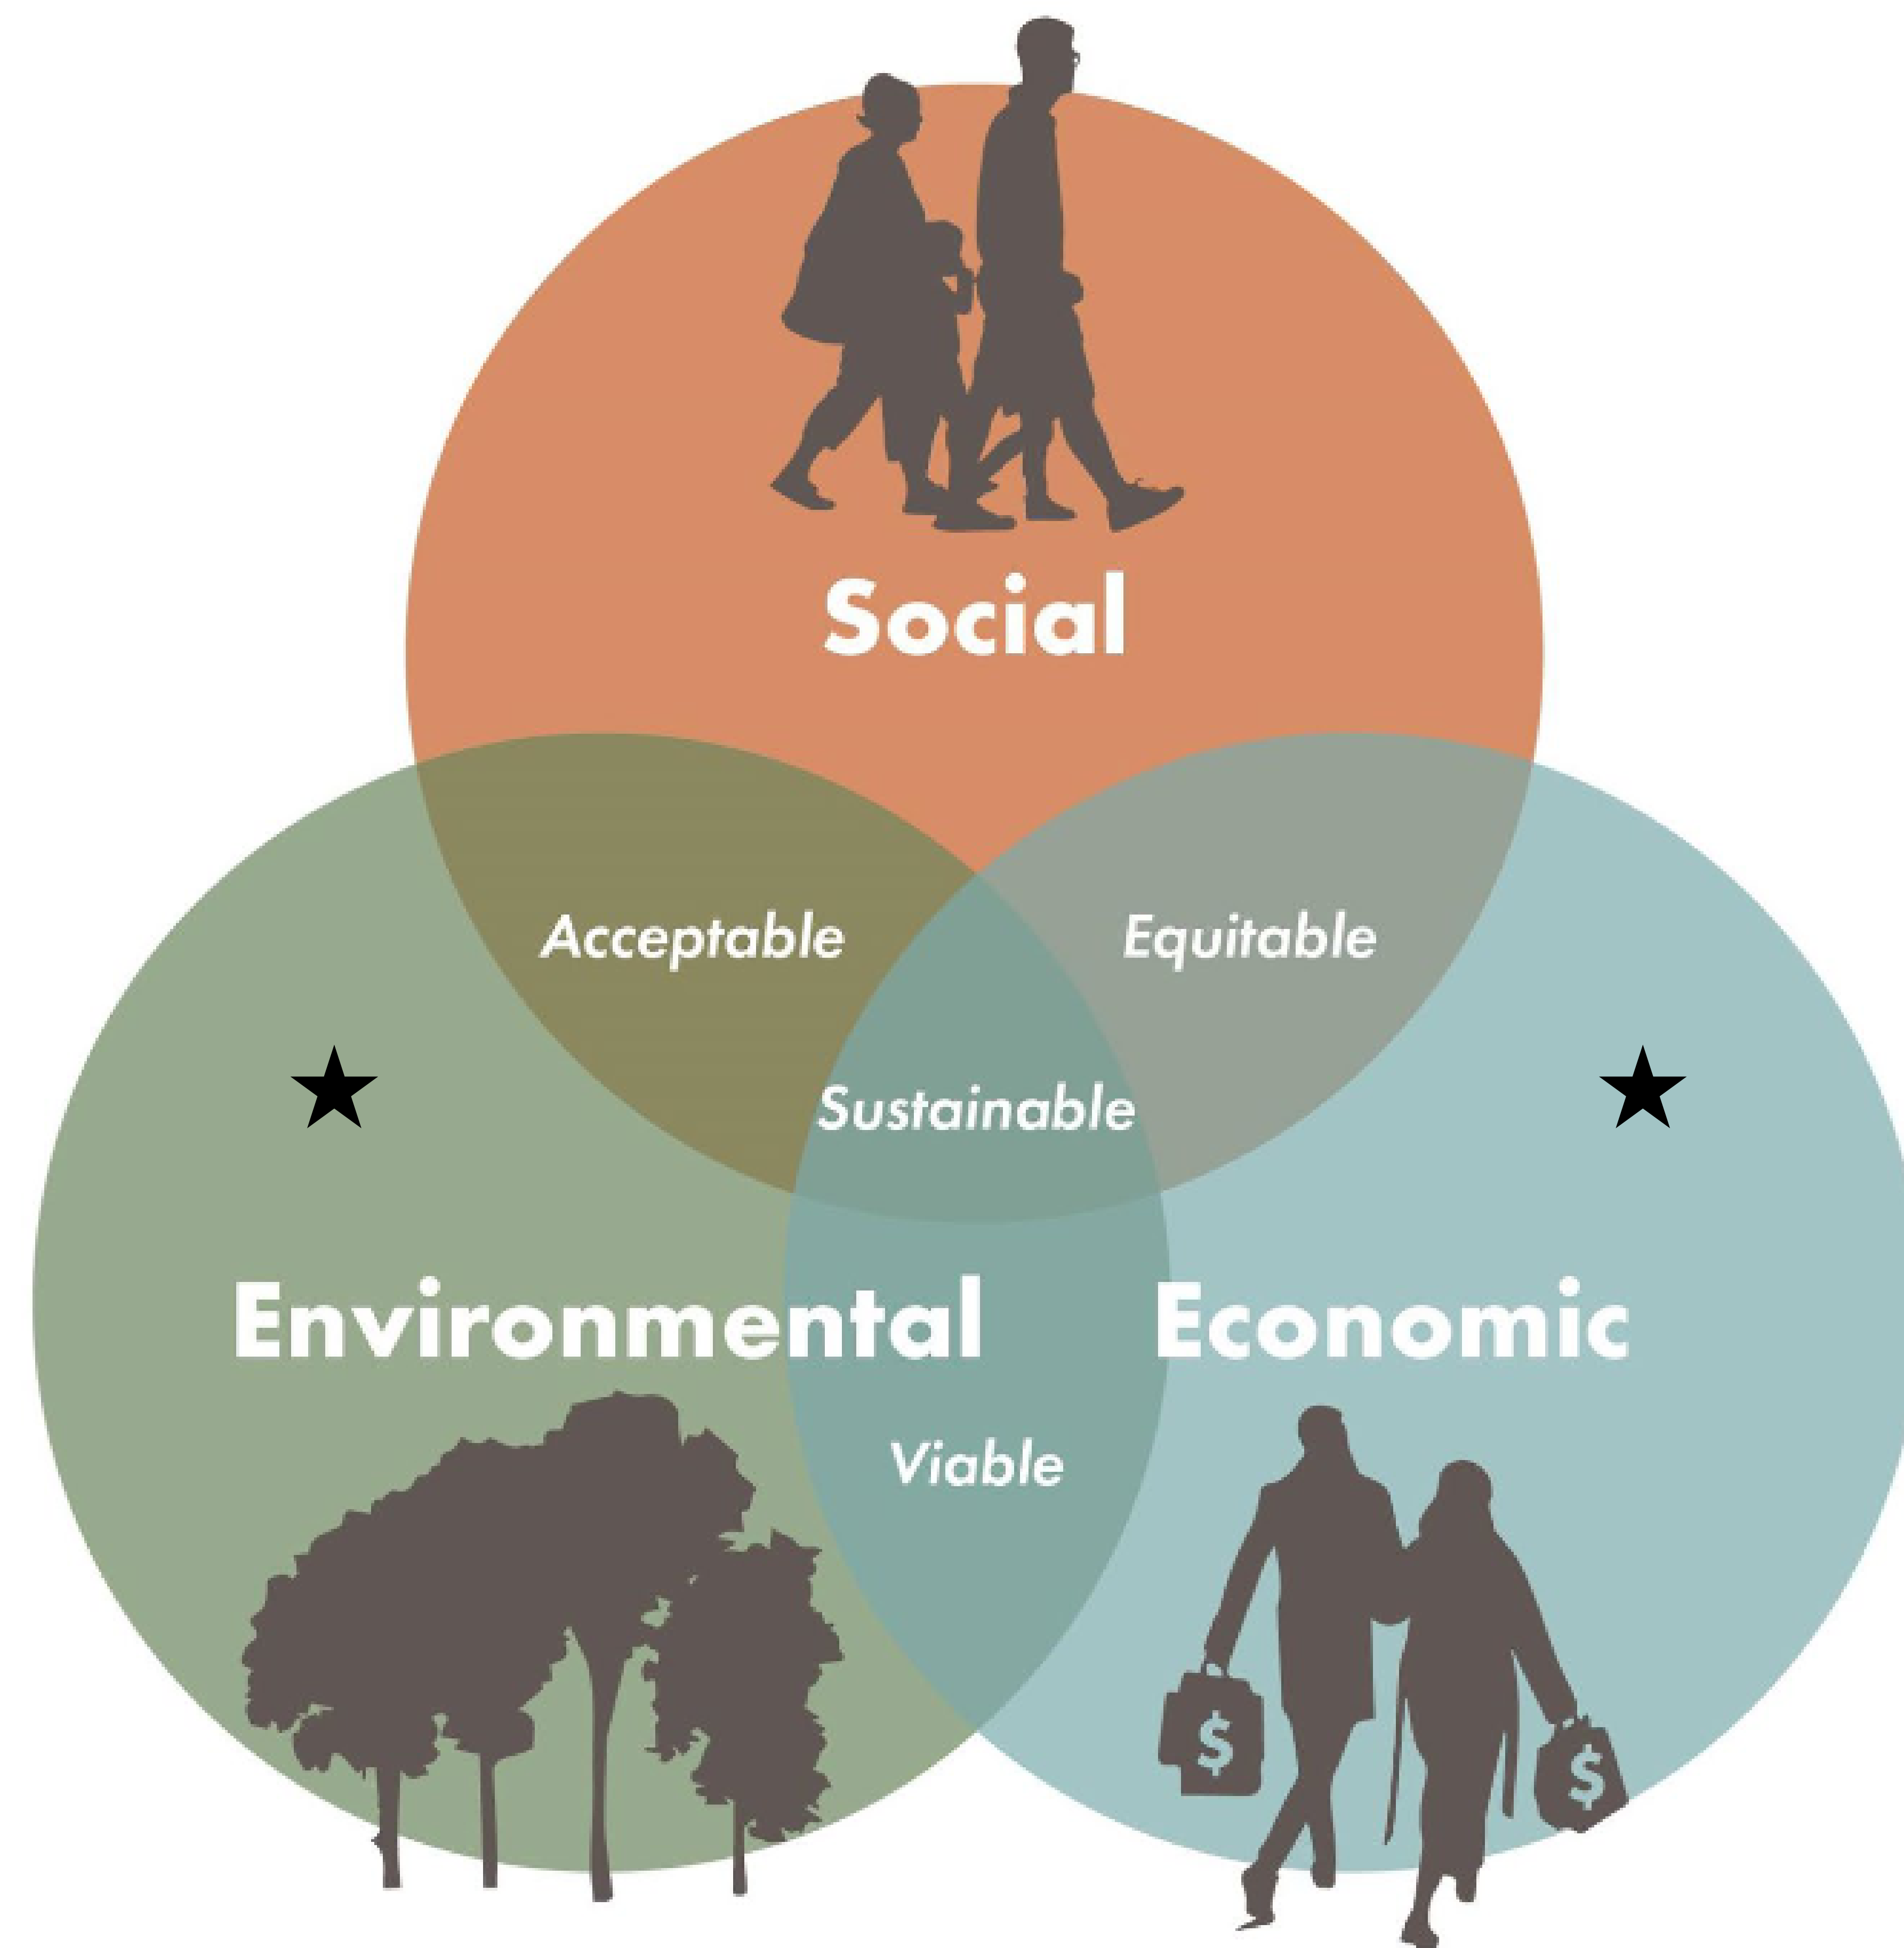 Social
Acceptable
Equitable
Sustainable
Environmental
Economic
Viable
$
$